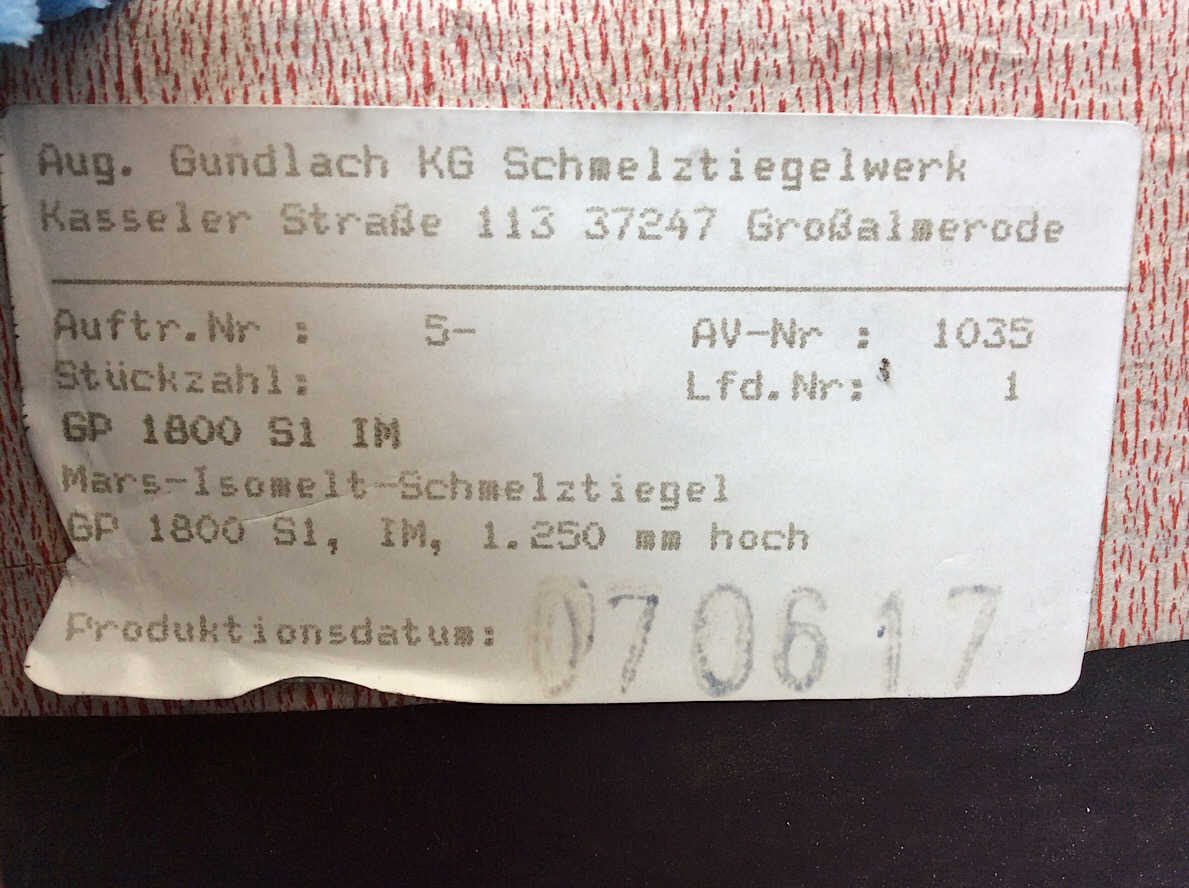 Aug. Gundlach KG Schmelztiegelwerk
Kasseler Straße 113 37247 Großalmerode
Auftr.Nr : 5- AV-Nr : 1035
Stückzahl: Lfd.Nr: 1
GP 1800 S1 IM
Mars-Isomelt-Schmelztiegel
GP 1800 S1, IM, 1.250 mm hoch
Produktionsdatum: 070617